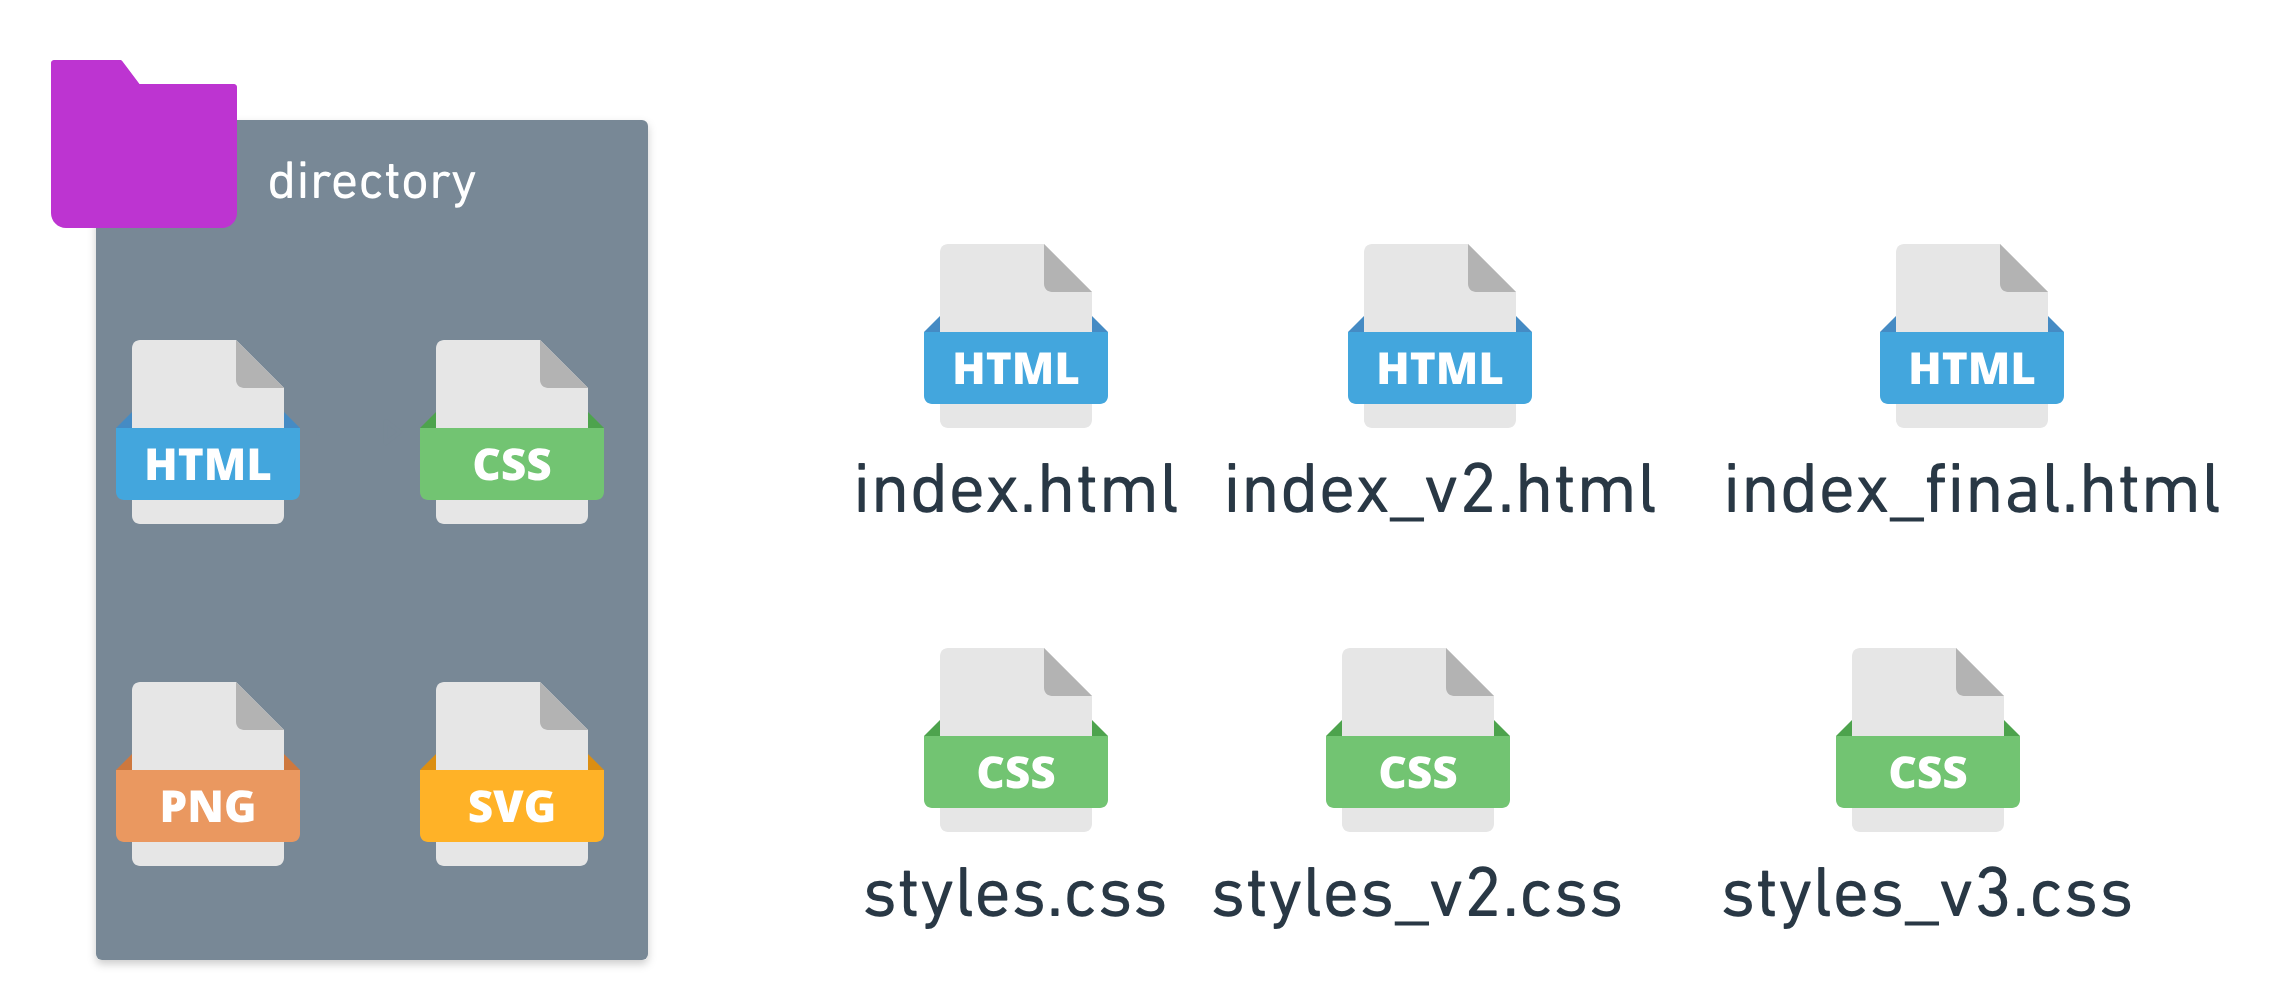 directory
HTML CSS
PNG SVG
HTML HTML HTML
index.html index_v2.html index_final.html
CSS CSS CSS
styles.css styles_v2.css styles_v3.css